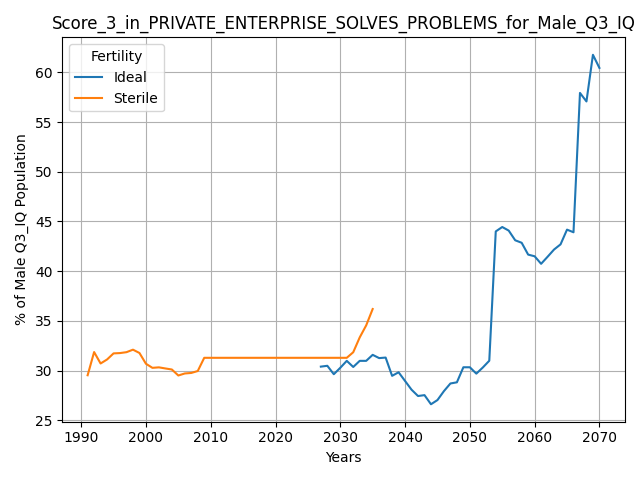 Score_3_in_PRIVATE_ENTERPRISE_SOLVES_PROBLEMS_for_Male_Q3_IQ
Fertility
Ideal
Sterile
% of Male Q3_IQ Population
60
55
50
45
40
35
30
25
1990 2000 2010 2020 2030 2040 2050 2060 2070
Years